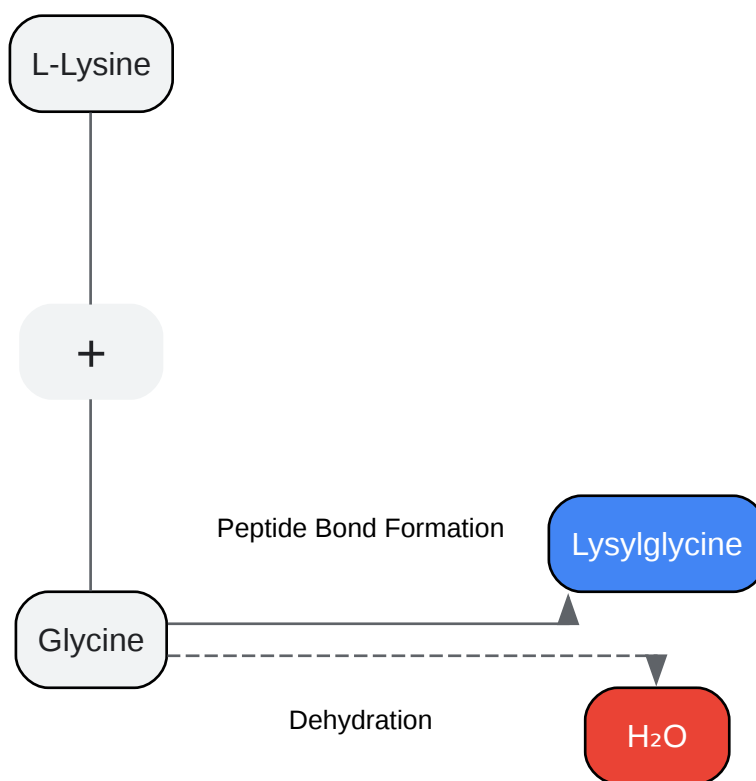 L-Lysine
+
Peptide Bond Formation
Lysylglycine
Glycine
Dehydration
H₂O